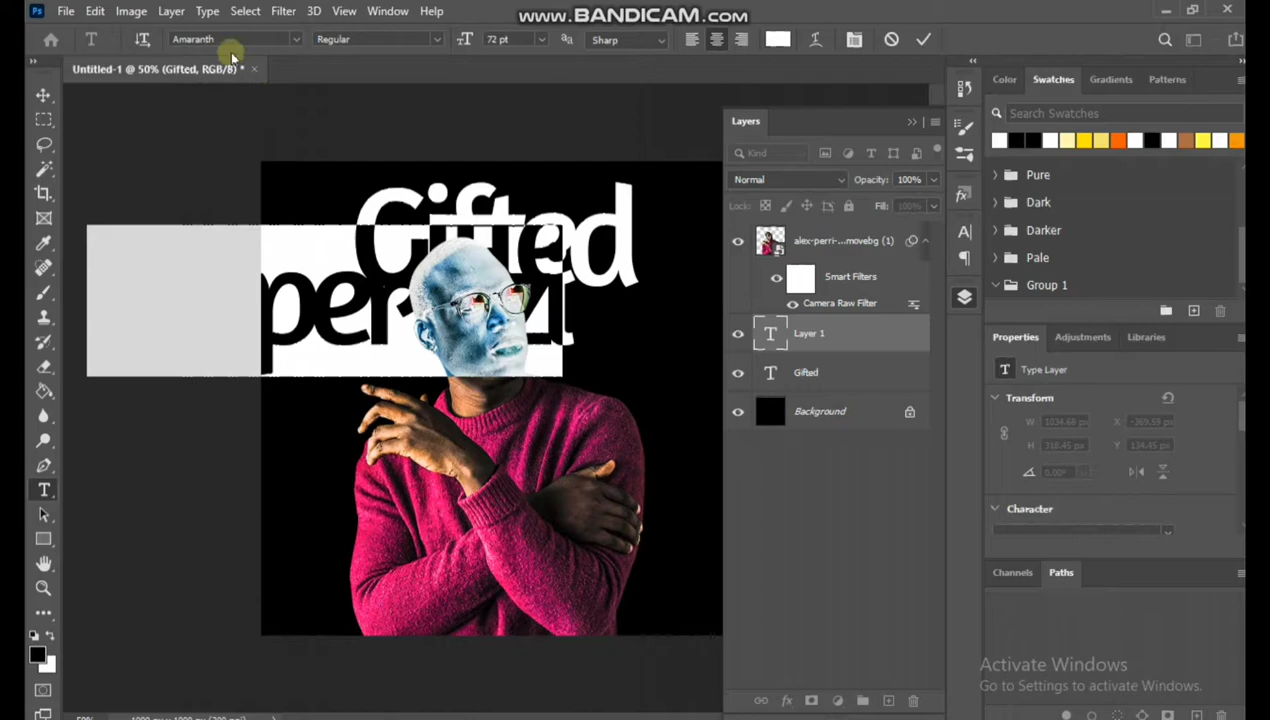 www.BANDICAM.com
Ps File Edit Image Layer Type Select Filter 3D View Window Help
T Amaranth Regular 72 pt Sharp
Untitled-1 @ 50% (Gifted, RGB/8) *
Gifted
Layers
Kind
Normal Opacity: 100%
Lock: Fill: 100%
alex-perri-...movebg (1)
Smart Filters
Camera Raw Filter
Layer 1
Gifted
Background
Color Swatches Gradients Patterns
Search Swatches
Pure
Dark
Darker
Pale
Group 1
Properties Adjustments Libraries
T Type Layer
Transform
W: 1034.66 px X: -369.59 px
H: 318.45 px Y: 134.45 px
0.00°
Character
Channels Paths
Activate Windows
Go to Settings to activate Windows.